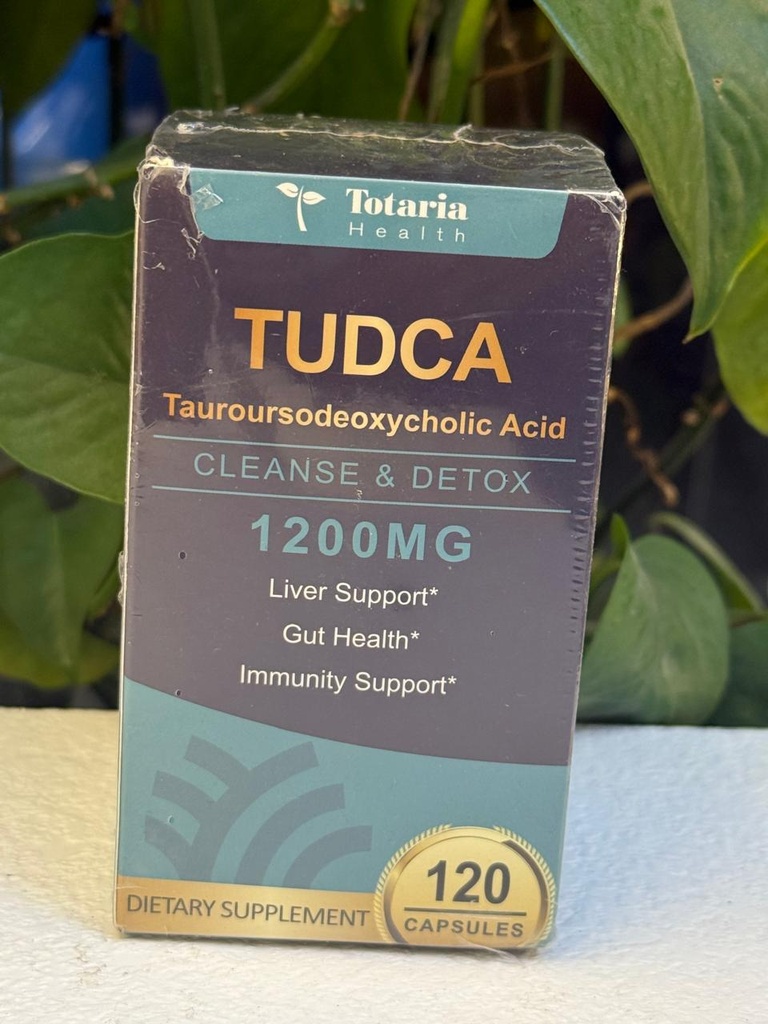 Totaria
Health
TUDCA
Tauroursodeoxycholic Acid
CLEANSE & DETOX
1200MG
Liver Support*
Gut Health*
Immunity Support*
DIETARY SUPPLEMENT
120
CAPSULES